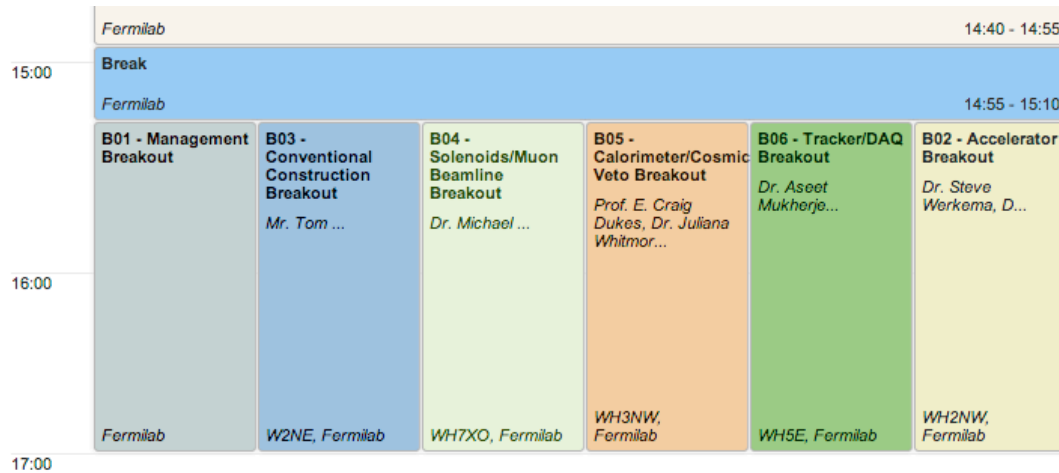 Fermilab 14:40 - 14:55
15:00
Break
Fermilab 14:55 - 15:10
B01 - Management
Breakout
Fermilab
B03 -
Conventional
Construction
Breakout
Mr. Tom ...
W2NE, Fermilab
B04 -
Solenoids/Muon
Beamline
Breakout
Dr. Michael ...
WH7XO, Fermilab
B05 -
Calorimeter/Cosmic
Veto Breakout
Prof. E. Craig
Dukes, Dr. Juliana
Whitmor...
WH3NW,
Fermilab
B06 - Tracker/DAQ
Breakout
Dr. Aseet
Mukherje...
WH5E, Fermilab
B02 - Accelerator
Breakout
Dr. Steve
Werkema, D...
WH2NW,
Fermilab
16:00
17:00